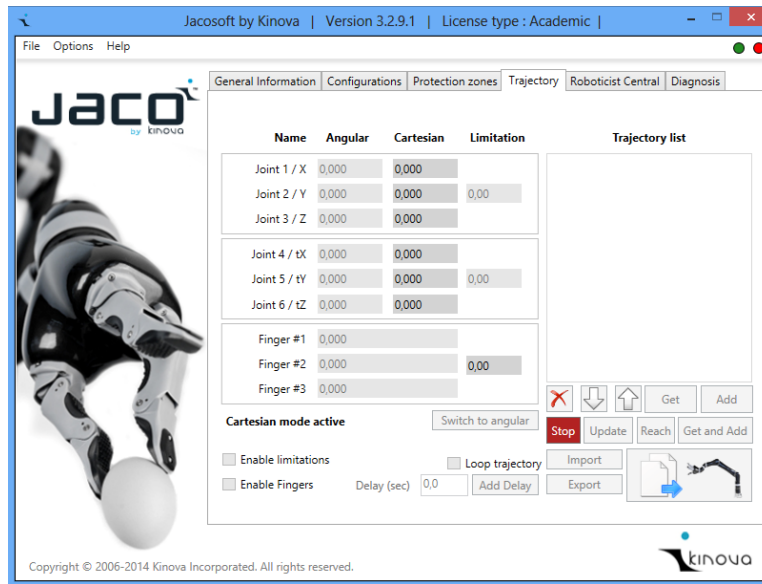 Jacosoft by Kinova | Version 3.2.9.1 | License type : Academic |
File Options Help
General Information Configurations Protection zones Trajectory Roboticist Central Diagnosis
Jaco
by kinova
Name Angular Cartesian Limitation Trajectory list
Joint 1 / X 0,000 0,000
Joint 2 / Y 0,000 0,000 0,00
Joint 3 / Z 0,000 0,000
Joint 4 / tX 0,000 0,000
Joint 5 / tY 0,000 0,000 0,00
Joint 6 / tZ 0,000 0,000
Finger #1 0,000
Finger #2 0,000 0,00
Finger #3 0,000
Get Add
Cartesian mode active Switch to angular
Stop Update Reach Get and Add
Enable limitations Loop trajectory Import
Enable Fingers Delay (sec) 0,0 Add Delay Export
kinova
Copyright © 2006-2014 Kinova Incorporated. All rights reserved.